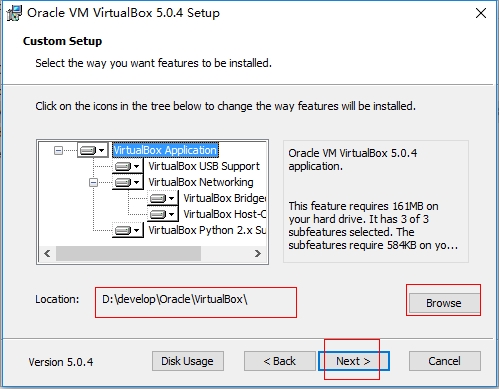 Oracle VM VirtualBox 5.0.4 Setup
Custom Setup
Select the way you want features to be installed.
Click on the icons in the tree below to change the way features will be installed.
VirtualBox Application
VirtualBox USB Support
VirtualBox Networking
VirtualBox Bridge
VirtualBox Host-O
VirtualBox Python 2.x Su
Oracle VM VirtualBox 5.0.4
application.
This feature requires 161MB on
your hard drive. It has 3 of 3
subfeatures selected. The
subfeatures require 584KB on yo...
Location:
D:\develop\Oracle\VirtualBox\
Browse
Version 5.0.4
Disk Usage
< Back
Next >
Cancel